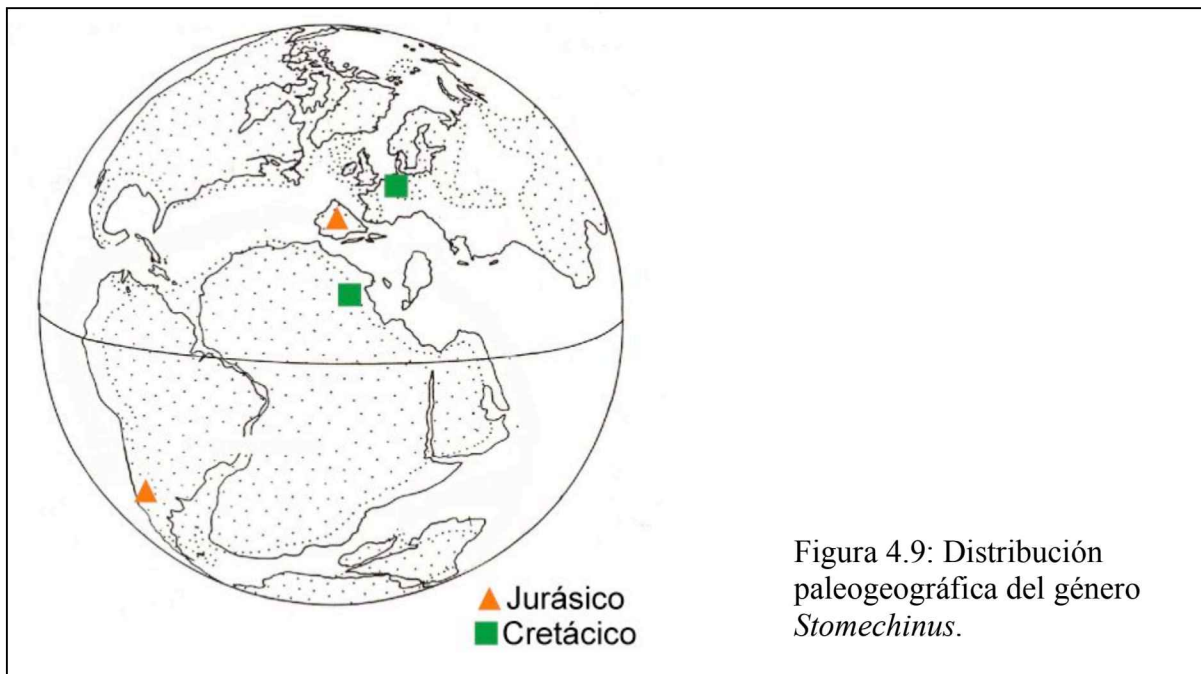 Jurásico
Cretácico
Figura 4.9: Distribución
paleogeográfica del género
Stomechinus.